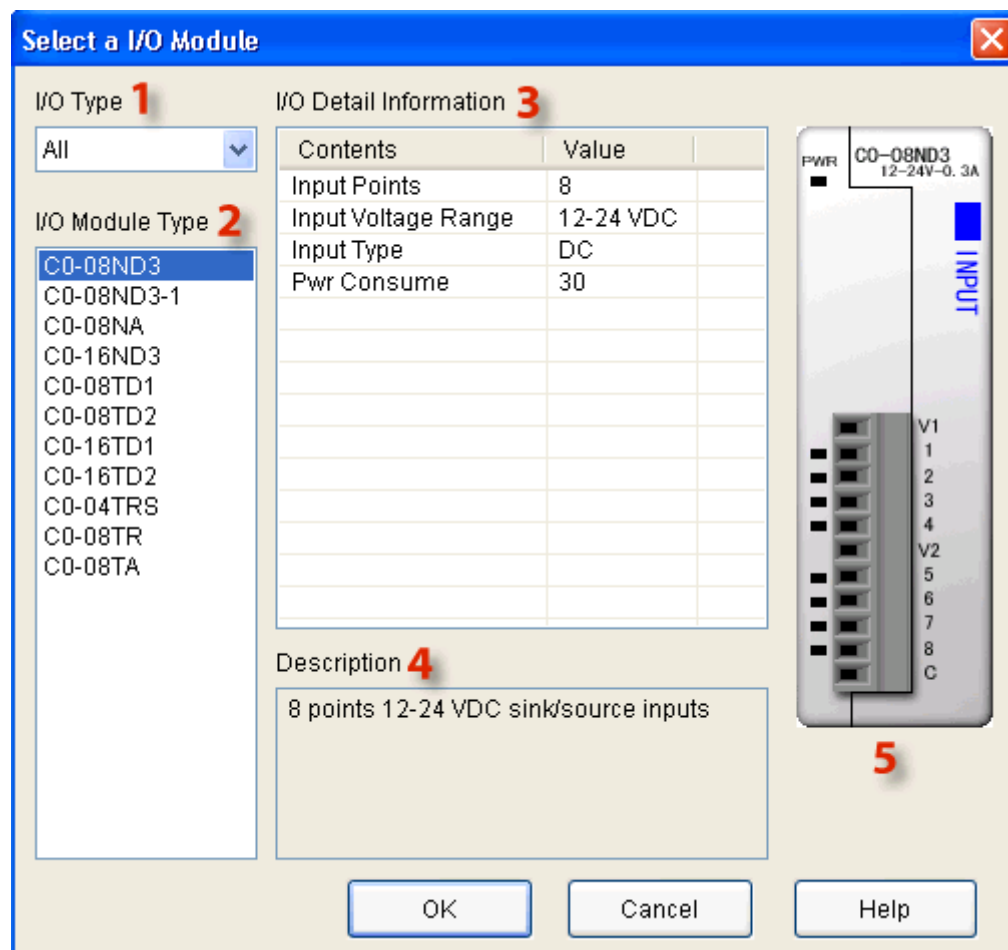 Select a I/O Module
I/O Type 1
All
I/O Module Type 2
C0-08ND3
C0-08ND3-1
C0-08NA
C0-16ND3
C0-08TD1
C0-08TD2
C0-16TD1
C0-16TD2
C0-04TRS
C0-08TR
C0-08TA
I/O Detail Information 3
Contents Value
Input Points 8
Input Voltage Range 12-24 VDC
Input Type DC
Pwr Consume 30
Description 4
8 points 12-24 VDC sink/source inputs
PWR C0-08ND3
12-24V-0.3A
INPUT
V1
1
2
3
4
V2
5
6
7
8
C
5
OK Cancel Help